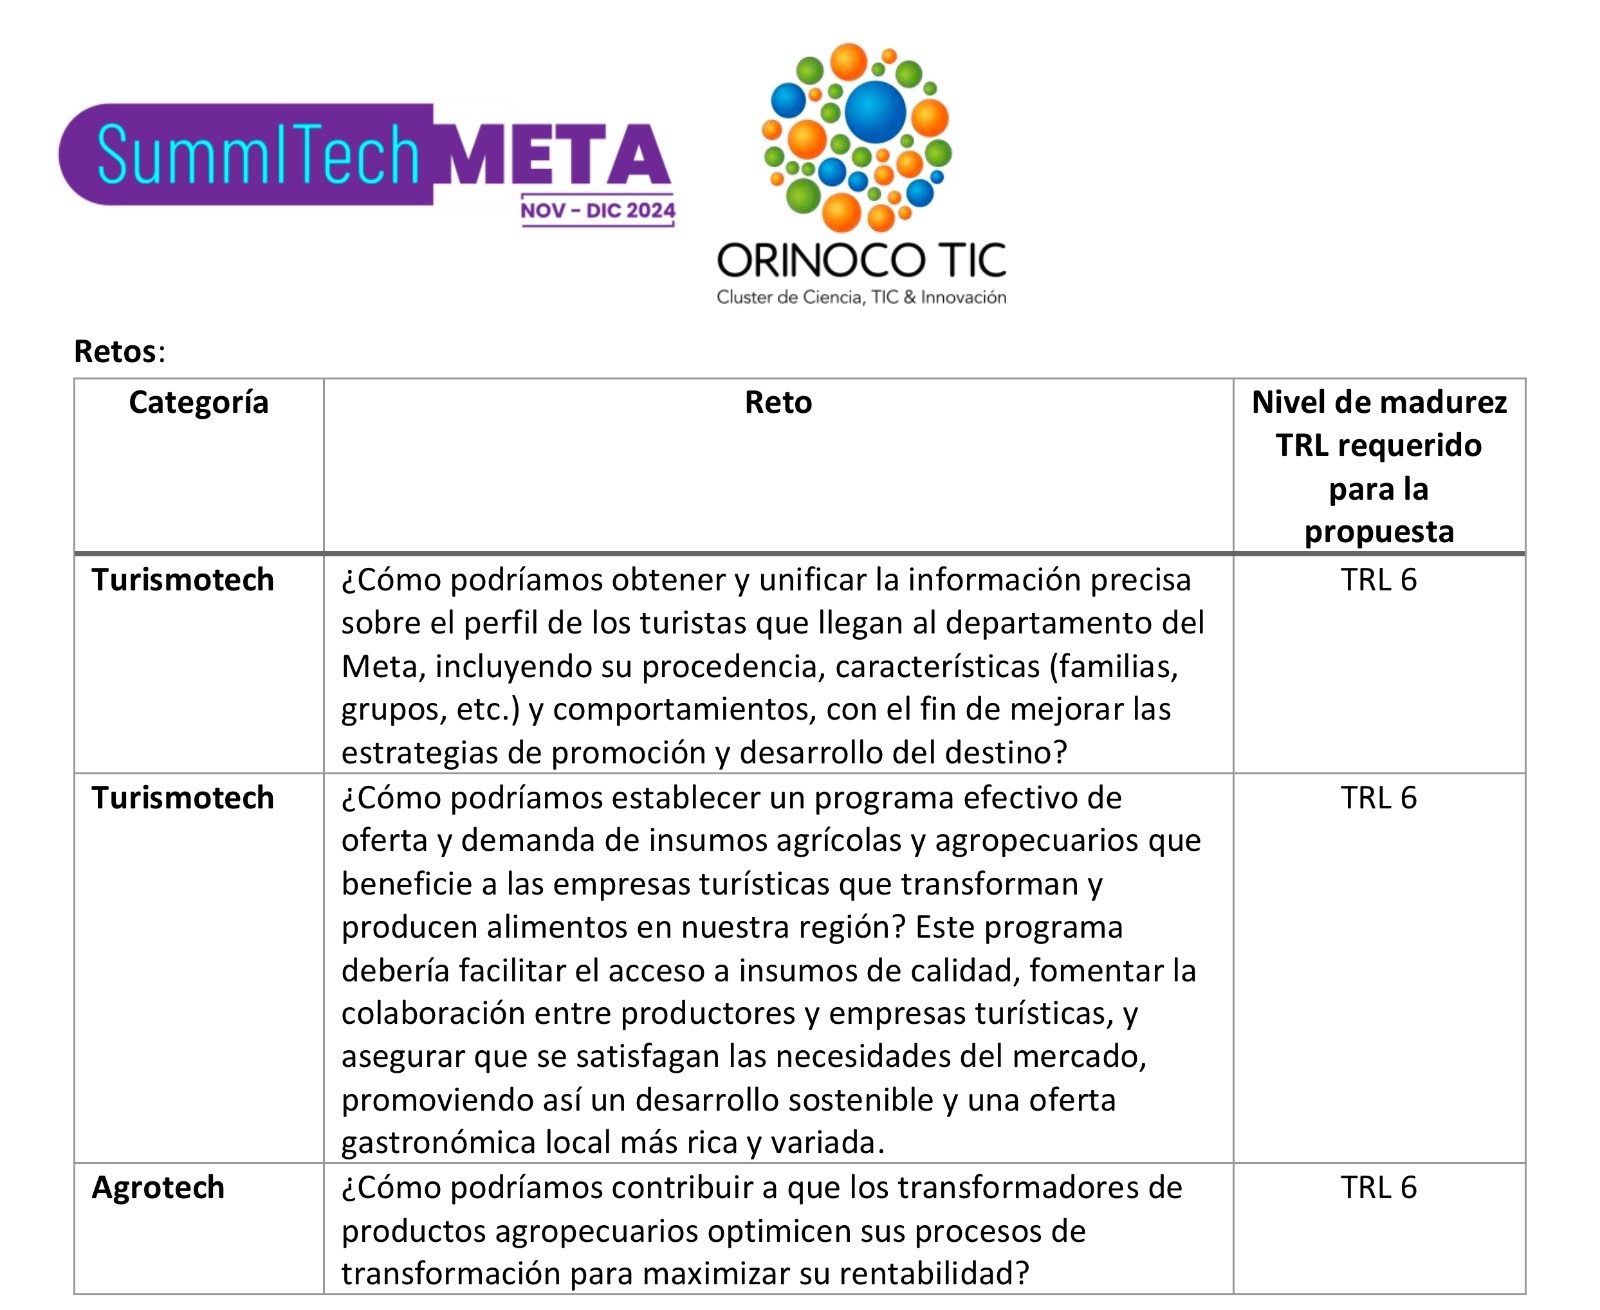 SummITech META
NOV - DIC 2024
ORINOCO TIC
Cluster de Ciencia, TIC & Innovación
Retos:
Categoría
Reto
Nivel de madurez
TRL requerido
para la
propuesta
Turismotech
¿Cómo podríamos obtener y unificar la información precisa
sobre el perfil de los turistas que llegan al departamento del
Meta, incluyendo su procedencia, características (familias,
grupos, etc.) y comportamientos, con el fin de mejorar las
estrategias de promoción y desarrollo del destino?
TRL 6
Turismotech
¿Cómo podríamos establecer un programa efectivo de
oferta y demanda de insumos agrícolas y agropecuarios que
beneficie a las empresas turísticas que transforman y
producen alimentos en nuestra región? Este programa
debería facilitar el acceso a insumos de calidad, fomentar la
colaboración entre productores y empresas turísticas, y
asegurar que se satisfagan las necesidades del mercado,
promoviendo así un desarrollo sostenible y una oferta
gastronómica local más rica y variada.
TRL 6
Agrotech
¿Cómo podríamos contribuir a que los transformadores de
productos agropecuarios optimicen sus procesos de
transformación para maximizar su rentabilidad?
TRL 6